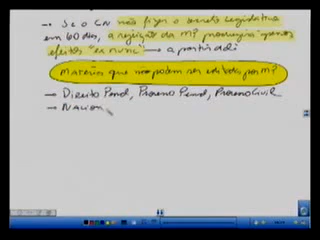 → Se o CN não fizer o decreto legislativo
em 60 dias, a rejeição da MP produzirá apenas
efeitos "ex nunc" → a partir daí
Matérias que não podem ser editadas por MP
→ Direito Penal, Processo Penal, Processo Civil
→ Nacion